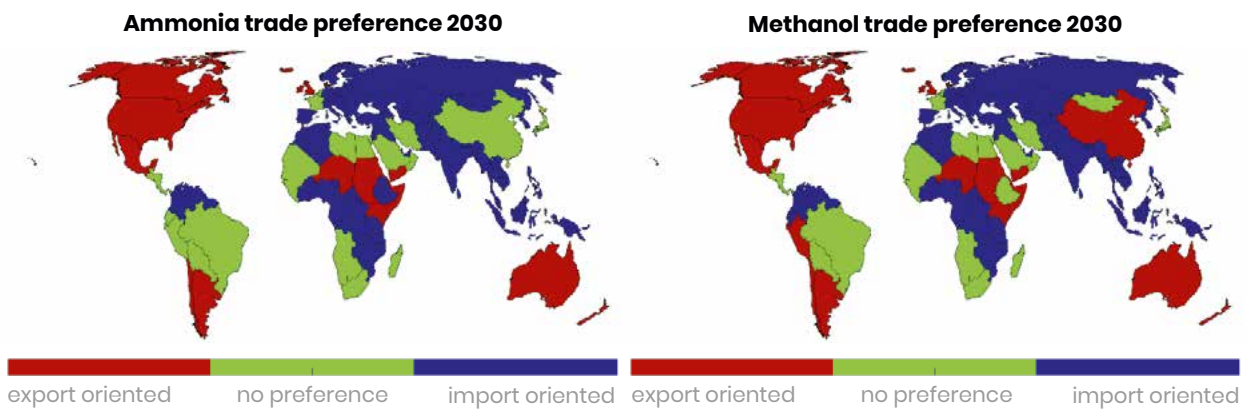 Ammonia trade preference 2030
Methanol trade preference 2030
export oriented no preference import oriented
export oriented no preference import oriented